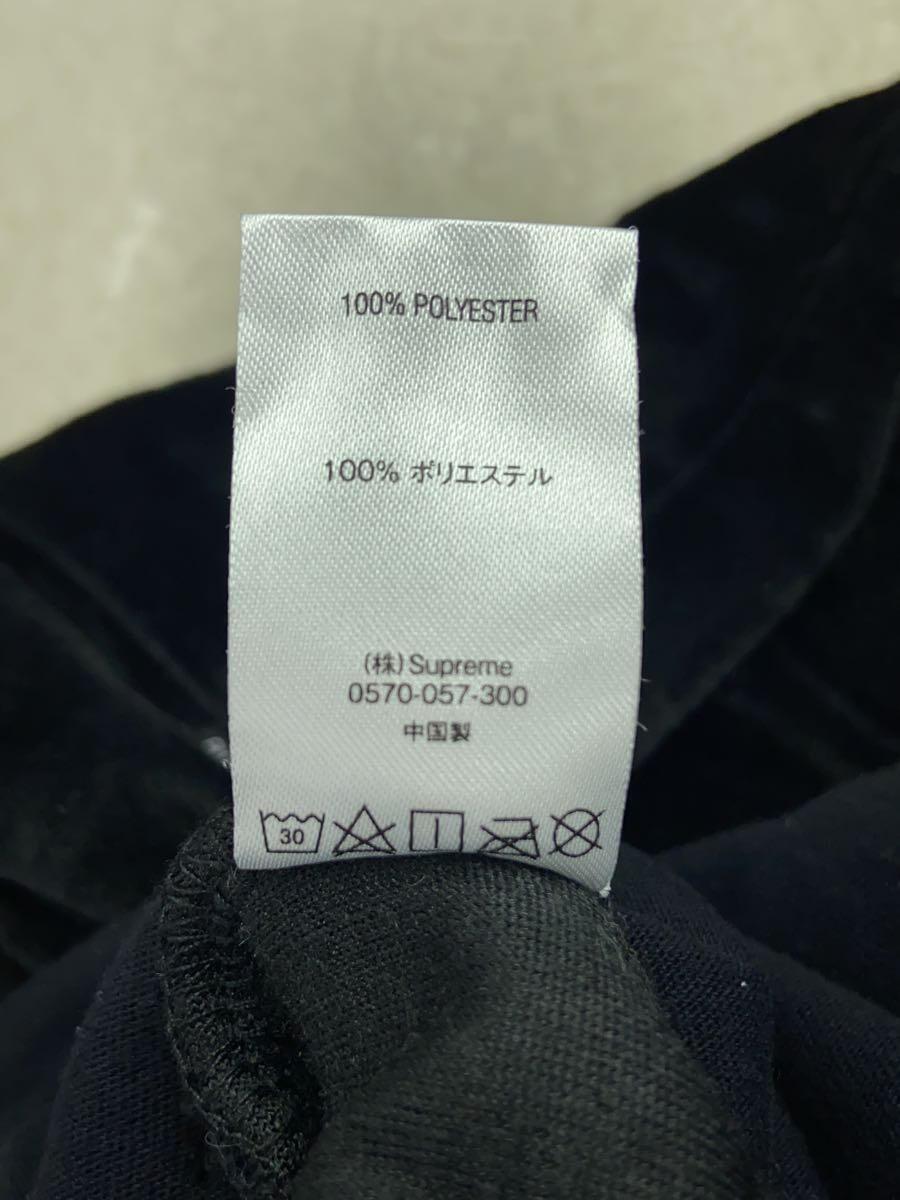 100% POLYESTER
100% ポリエステル
(株)Supreme
0570-057-300
中国製
30